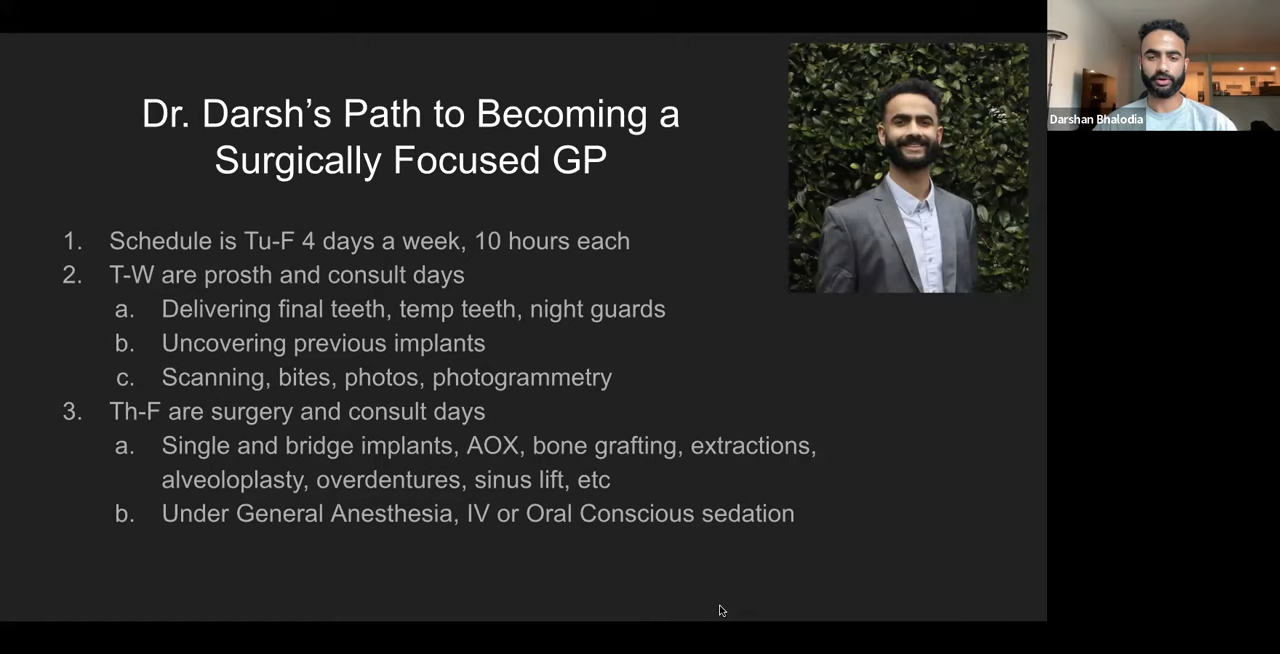 Dr. Darsh's Path to Becoming a
Surgically Focused GP
1. Schedule is Tu-F 4 days a week, 10 hours each
2. T-W are prosth and consult days
a. Delivering final teeth, temp teeth, night guards
b. Uncovering previous implants
c. Scanning, bites, photos, photogrammetry
3. Th-F are surgery and consult days
a. Single and bridge implants, AOX, bone grafting, extractions,
alveoloplasty, overdentures, sinus lift, etc
b. Under General Anesthesia, IV or Oral Conscious sedation
Darshan Bhalodia